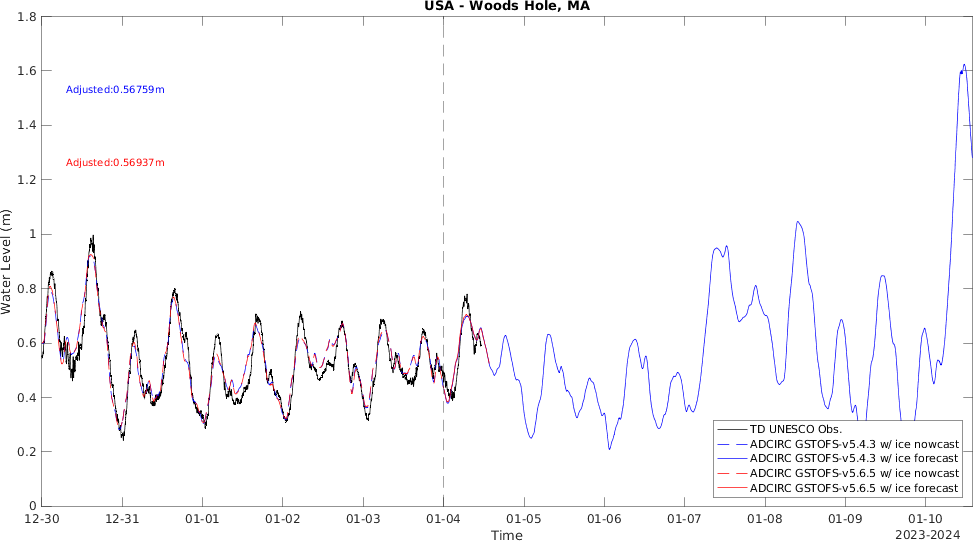 USA - Woods Hole, MA
1.8
1.6
1.4
1.2
1
0.8
0.6
0.4
0.2
0
Water Level (m)
Adjusted:0.56759m
Adjusted:0.56937m
TD UNESCO Obs.
ADCIRC GSTOFS-v5.4.3 w/ ice nowcast
ADCIRC GSTOFS-v5.4.3 w/ ice forecast
ADCIRC GSTOFS-v5.6.5 w/ ice nowcast
ADCIRC GSTOFS-v5.6.5 w/ ice forecast
12-30 12-31 01-01 01-02 01-03 01-04 01-05 01-06 01-07 01-08 01-09 01-10
Time
2023-2024